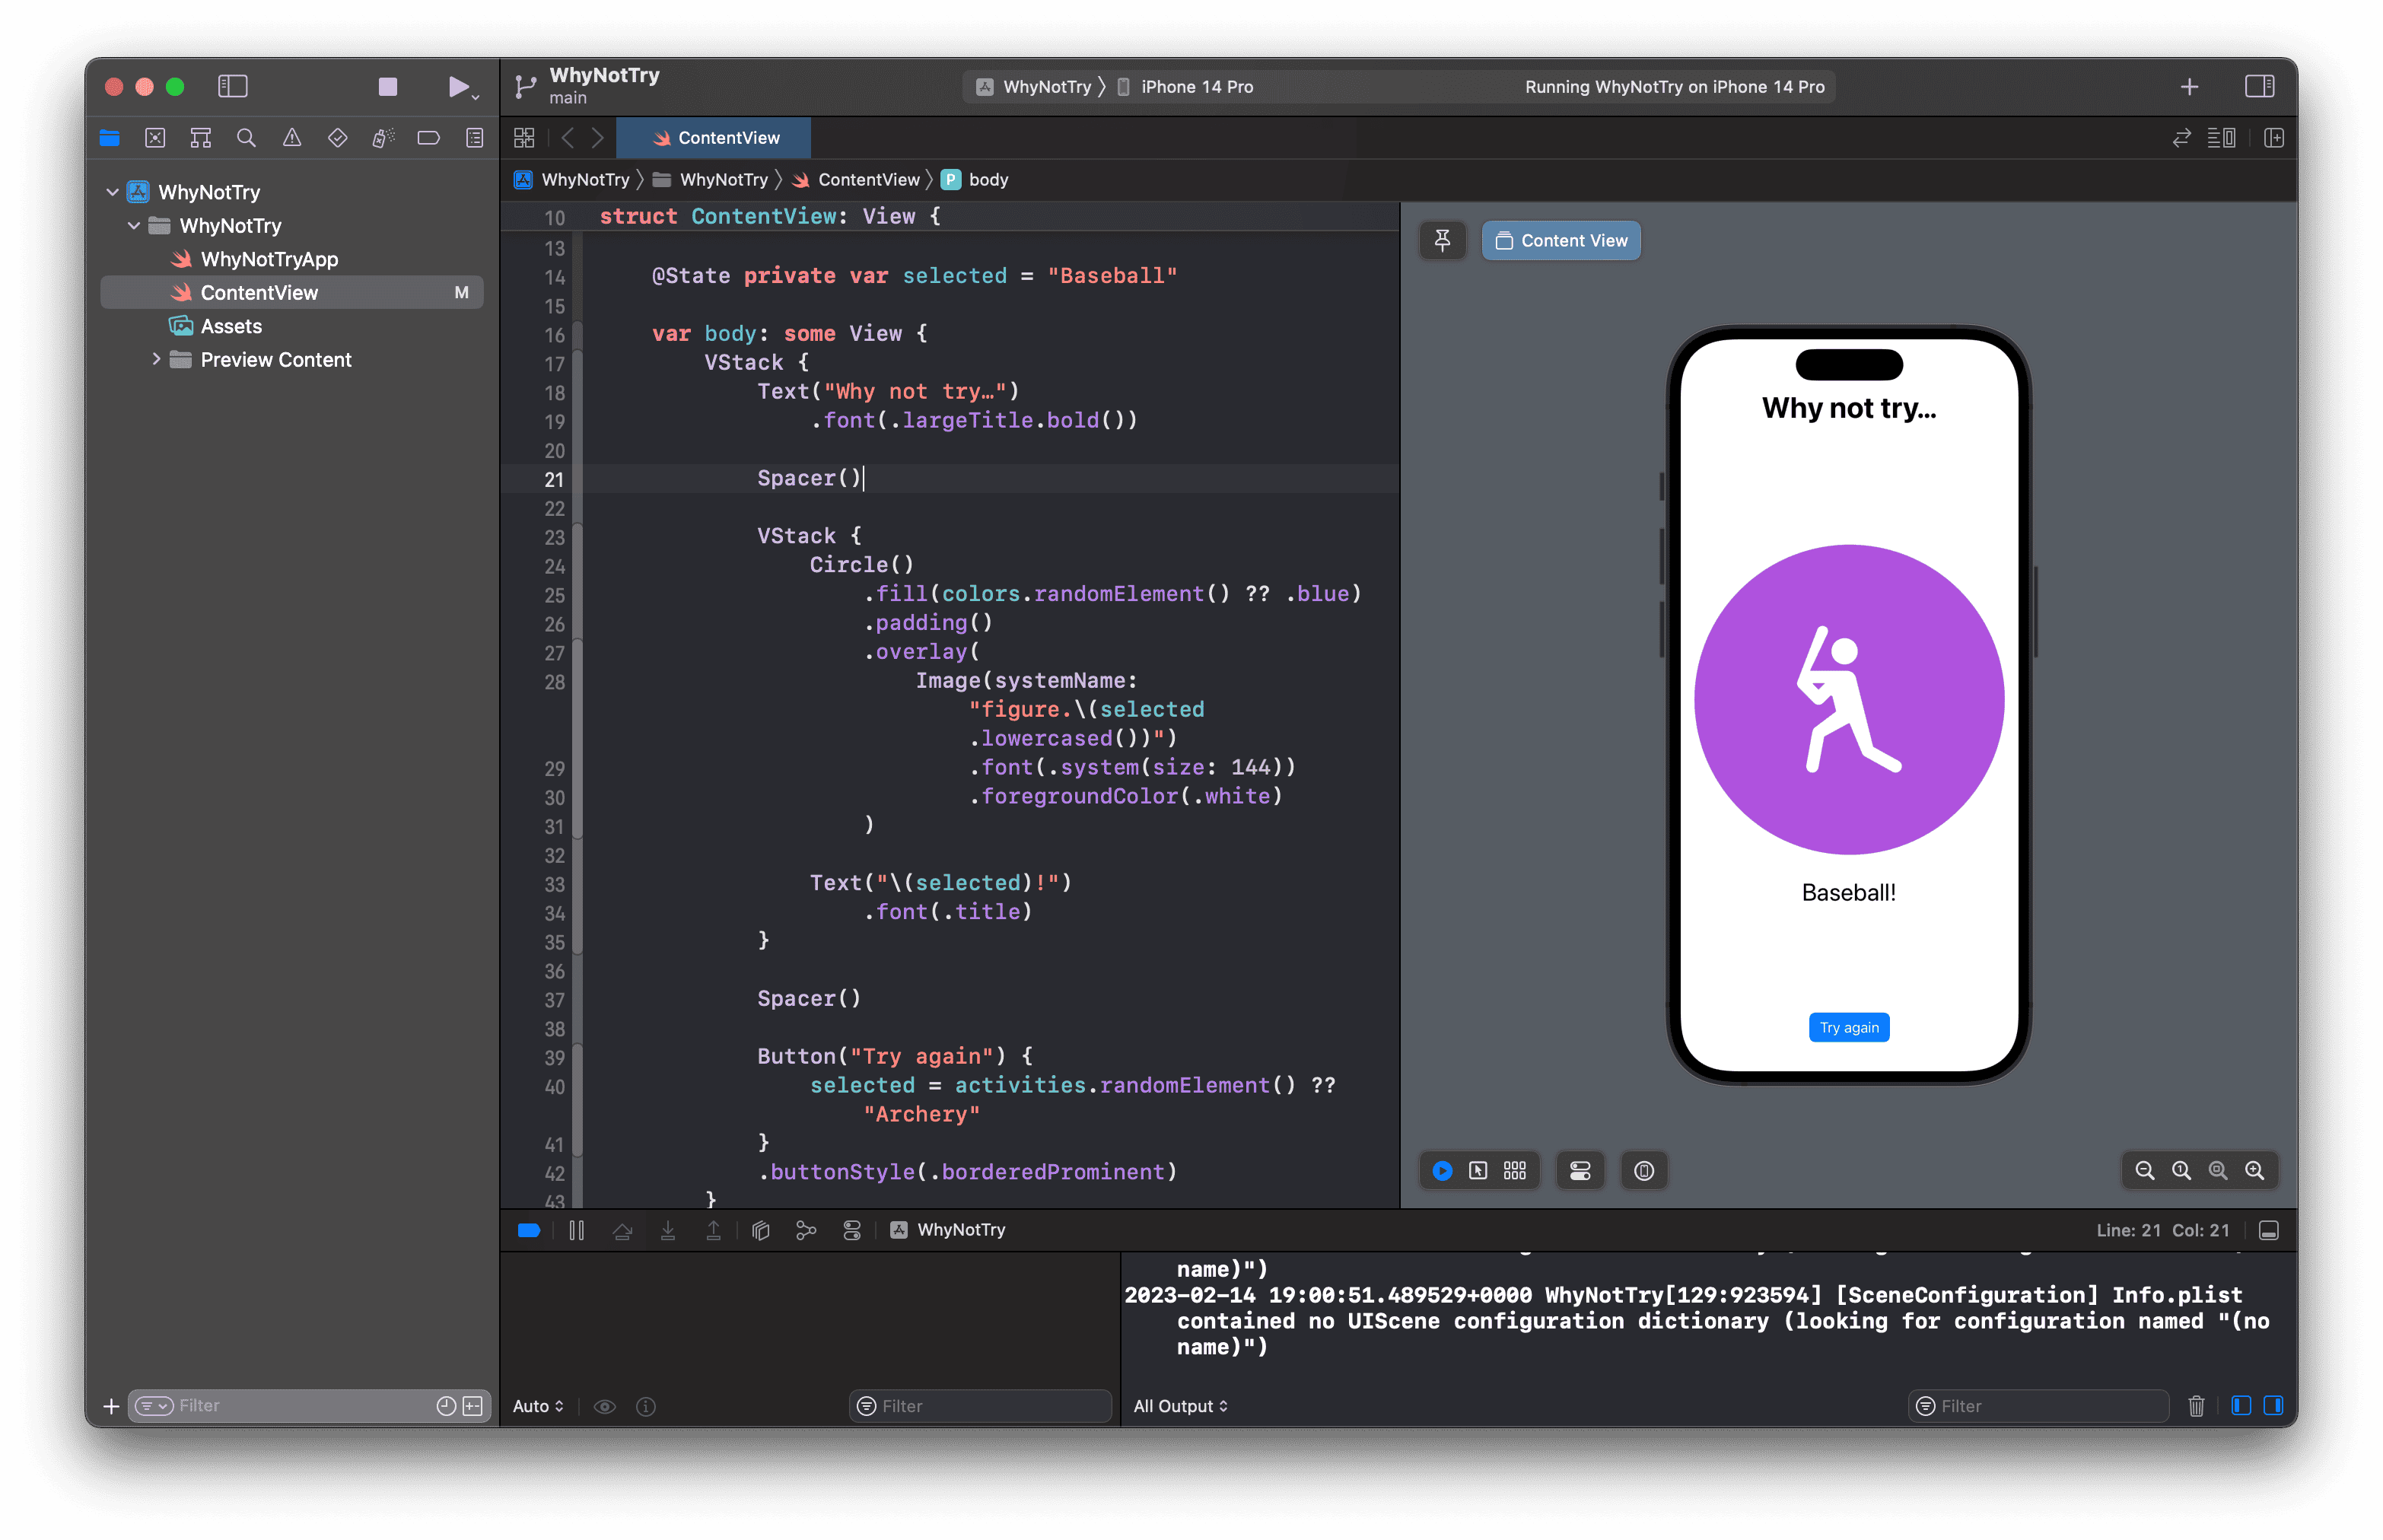 WhyNotTry
main
WhyNotTry
iPhone 14 Pro
Running WhyNotTry on iPhone 14 Pro
ContentView
WhyNotTry
WhyNotTry
ContentView
P
body
WhyNotTry
WhyNotTry
WhyNotTryApp
ContentView
M
Assets
Preview Content
10 struct ContentView: View {
13
14 @State private var selected = "Baseball"
15
16 var body: some View {
17 VStack {
18 Text("Why not try…")
19 .font(.largeTitle.bold())
20
21 Spacer()
22
23 VStack {
24 Circle()
25 .fill(colors.randomElement() ?? .blue)
26 .padding()
27 .overlay(
28 Image(systemName:
"figure.\(selected
.lowercased())")
29 .font(.system(size: 144))
30 .foregroundColor(.white)
31 )
32
33 Text("\(selected)!")
34 .font(.title)
35 }
36
37 Spacer()
38
39 Button("Try again") {
40 selected = activities.randomElement() ??
"Archery"
41 }
42 .buttonStyle(.borderedProminent)
43 }
Content View
Why not try…
Baseball!
Try again
WhyNotTry
Line: 21 Col: 21
name)")
2023-02-14 19:00:51.489529+0000 WhyNotTry[129:923594] [SceneConfiguration] Info.plist
contained no UIScene configuration dictionary (looking for configuration named "(no
name)")
Filter
Auto
Filter
All Output
Filter